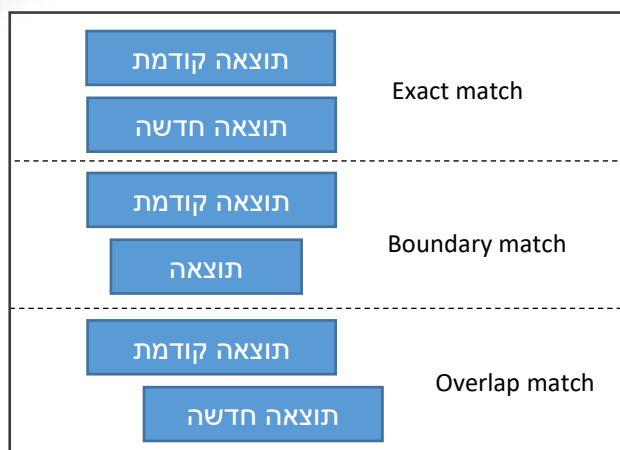 תוצאה קודמת
Exact match
תוצאה חדשה
תוצאה קודמת
Boundary match
תוצאה
תוצאה קודמת
Overlap match
תוצאה חדשה